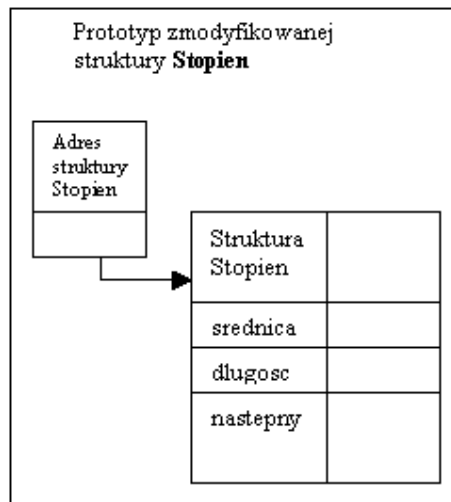 Prototyp zmodyfikowanej
struktury Stopien
Adres
struktury
Stopien
Struktura
Stopien
srednica
dlugosc
nastepny